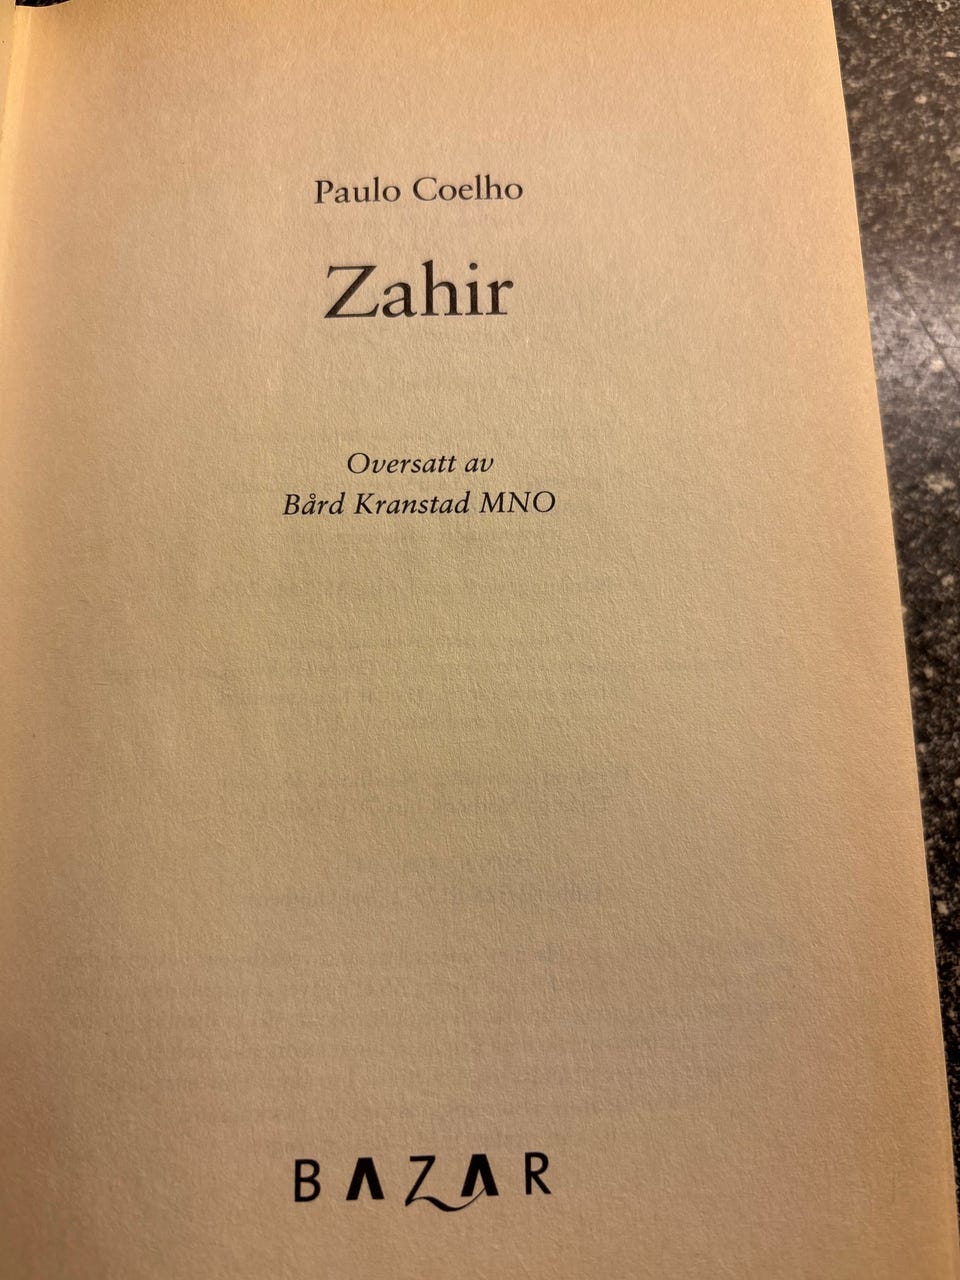 Paulo Coelho
Zahir
Oversatt av
Bård Kranstad MNO
BAZAR